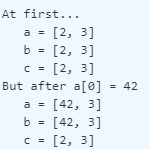 At first...
   a = [2, 3]
   b = [2, 3]
   c = [2, 3]
But after a[0] = 42
   a = [42, 3]
   b = [42, 3]
   c = [2, 3]